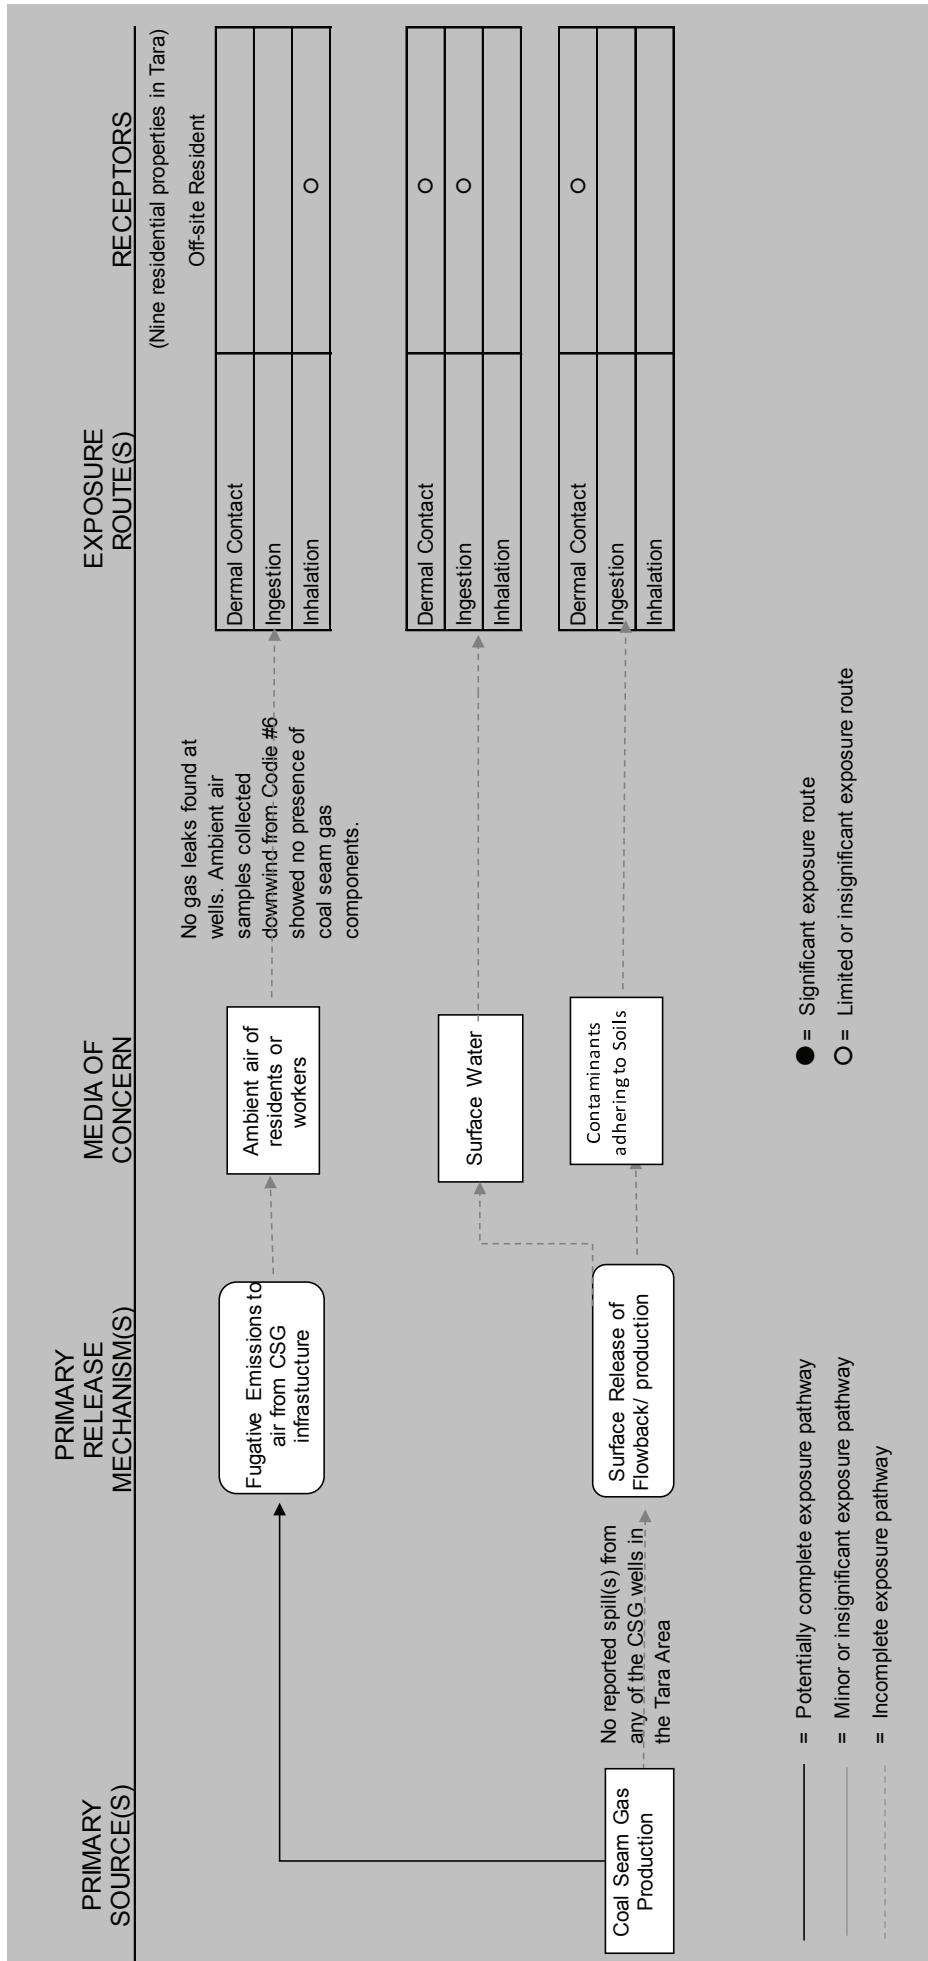 PRIMARY
SOURCE(S)
PRIMARY
RELEASE
MECHANISM(S)
MEDIA OF
CONCERN
EXPOSURE
ROUTE(S)
RECEPTORS
(Nine residential properties in Tara)
Off-site Resident
Coal Seam Gas
Production
No reported spill(s) from
any of the CSG wells in
the Tara Area
Fugative Emissions to
air from CSG
infrastucture
Ambient air of
residents or
workers
No gas leaks found at
wells. Ambient air
samples collected
downwind from Codie #6
showed no presence of
coal seam gas
components.
Dermal Contact
Ingestion
Inhalation
O
Surface Release of
Flowback/ production
Surface Water
Dermal Contact
O
Ingestion
O
Inhalation
Contaminants
adhering to Soils
Dermal Contact
O
Ingestion
Inhalation
= Potentially complete exposure pathway
= Minor or insignificant exposure pathway
= Incomplete exposure pathway
● = Significant exposure route
O = Limited or insignificant exposure route